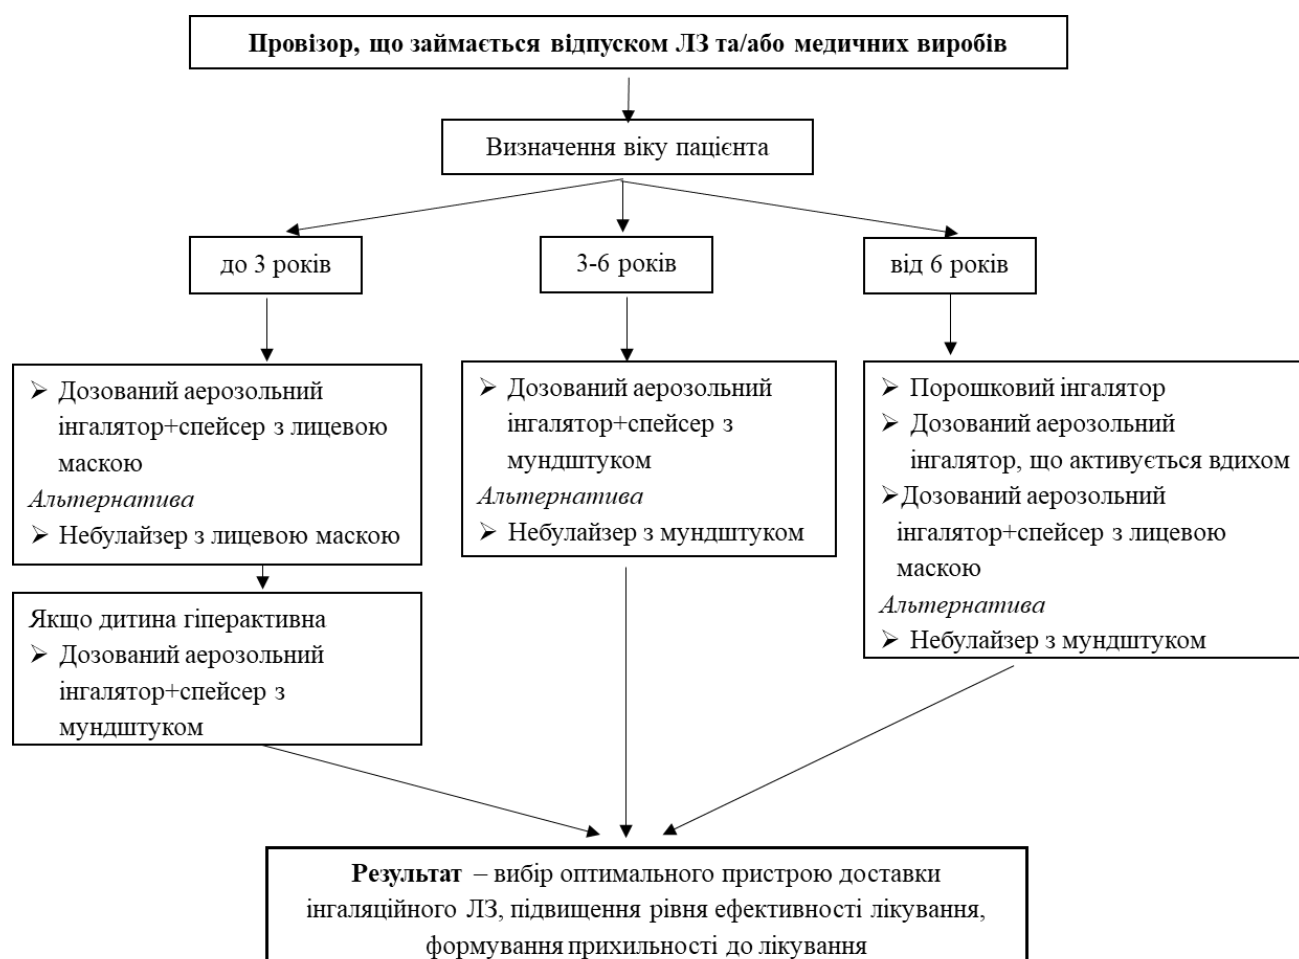 Провізор, що займається відпуском ЛЗ та/або медичних виробів
Визначення віку пацієнта
до 3 років
3-6 років
від 6 років
➢ Дозований аерозольний
інгалятор+спейсер з лицевою
маскою
Альтернатива
➢ Небулайзер з лицевою маскою
Якщо дитина гіперактивна
➢ Дозований аерозольний
інгалятор+спейсер з
мундштуком
➢ Дозований аерозольний
інгалятор+спейсер з
мундштуком
Альтернатива
➢ Небулайзер з мундштуком
➢ Порошковий інгалятор
➢ Дозований аерозольний
інгалятор, що активується вдихом
➢Дозований аерозольний
інгалятор+спейсер з лицевою
маскою
Альтернатива
➢ Небулайзер з мундштуком
Результат – вибір оптимального пристрою доставки
інгаляційного ЛЗ, підвищення рівня ефективності лікування,
формування прихильності до лікування